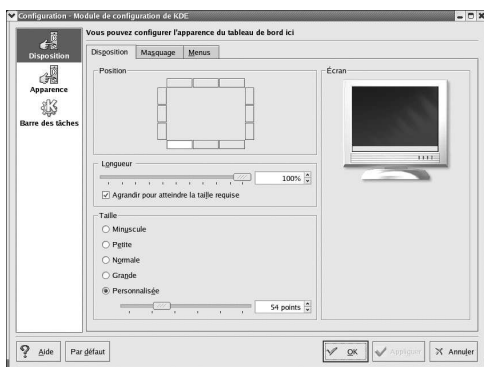 Configuration - Module de configuration de KDE
Disposition
Apparence
Barre des tâches
Vous pouvez configurer l'apparence du tableau de bord ici
Disposition Masquage Menus
Position
Écran
Longueur
100%
Agrandir pour atteindre la taille requise
Taille
Minuscule
Petite
Normale
Grande
Personnalisée
54 points
Aide Par défaut OK Appliquer Annuler